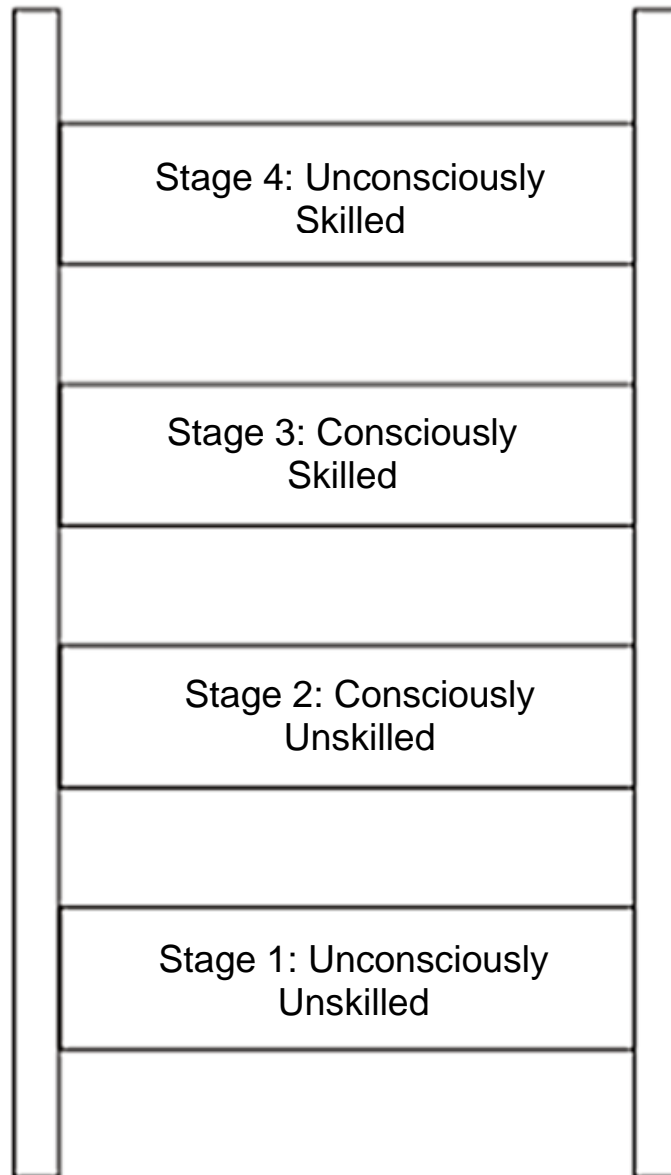 Stage 4: Unconsciously
Skilled
Stage 3: Consciously
Skilled
Stage 2: Consciously
Unskilled
Stage 1: Unconsciously
Unskilled